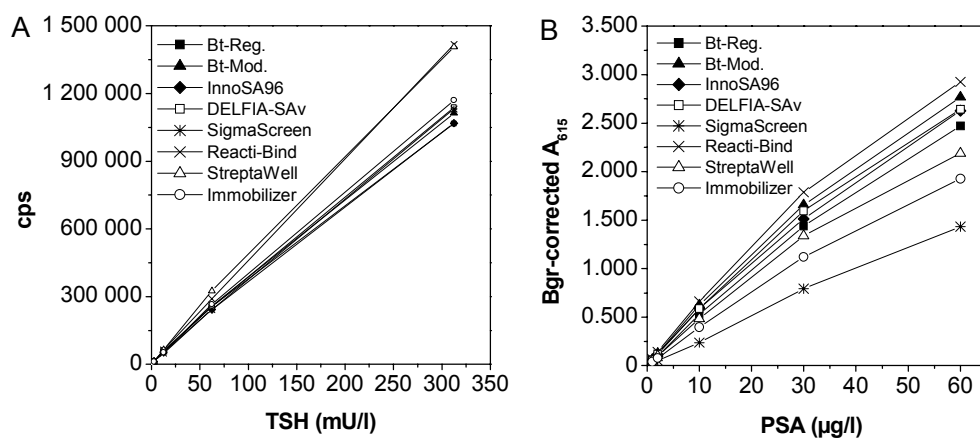 A
1 500 000
1 200 000
900 000
600 000
300 000
0
cps
Bt-Reg.
Bt-Mod.
InnoSA96
DELFIA-SAv
SigmaScreen
Reacti-Bind
StreptaWell
Immobilizer
0 50 100 150 200 250 300 350
TSH (mU/l)
B
3.500
3.000
2.500
2.000
1.500
1.000
0.500
0.000
Bgr-corrected A615
Bt-Reg.
Bt-Mod.
InnoSA96
DELFIA-SAv
SigmaScreen
Reacti-Bind
StreptaWell
Immobilizer
0 10 20 30 40 50 60
PSA (µg/l)